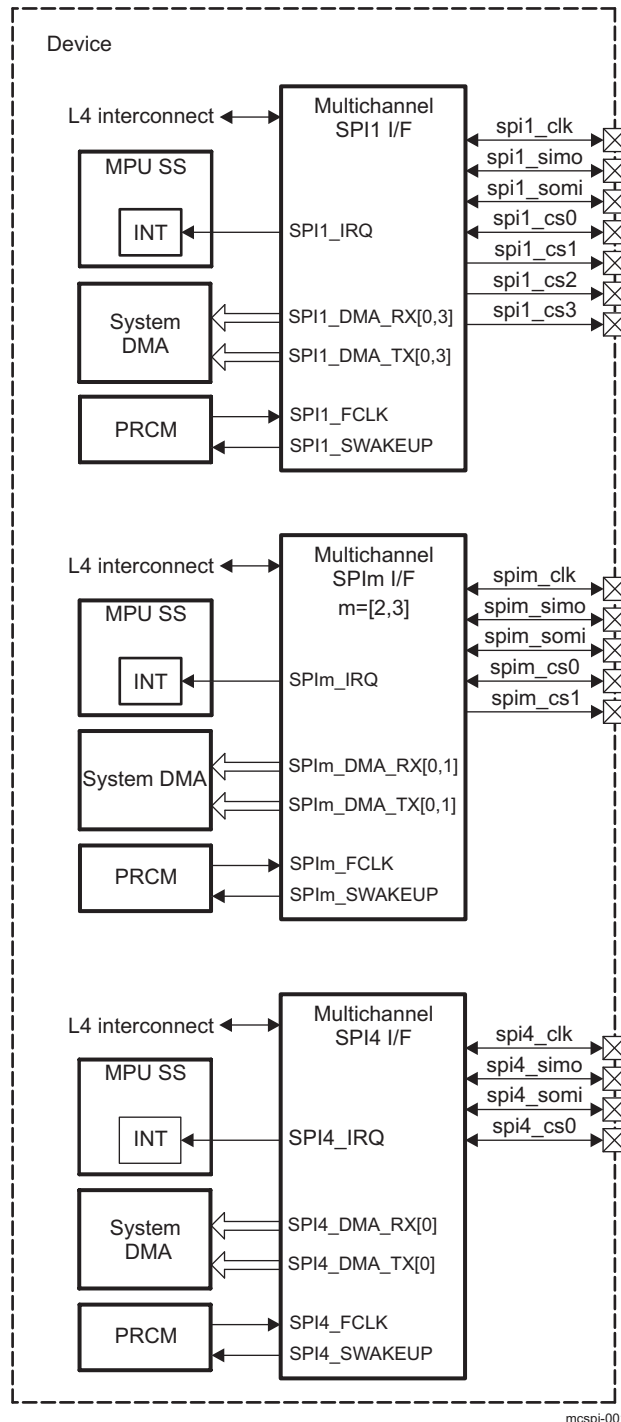 Device
L4 interconnect
Multichannel
SPI1 I/F
MPU SS
INT
SPI1_IRQ
System
DMA
SPI1_DMA_RX[0,3]
SPI1_DMA_TX[0,3]
PRCM
SPI1_FCLK
SPI1_SWAKEUP
spi1_clk
spi1_simo
spi1_somi
spi1_cs0
spi1_cs1
spi1_cs2
spi1_cs3
L4 interconnect
Multichannel
SPIm I/F
m=[2,3]
MPU SS
INT
SPIm_IRQ
System DMA
SPIm_DMA_RX[0,1]
SPIm_DMA_TX[0,1]
PRCM
SPIm_FCLK
SPIm_SWAKEUP
spim_clk
spim_simo
spim_somi
spim_cs0
spim_cs1
L4 interconnect
Multichannel
SPI4 I/F
MPU SS
INT
SPI4_IRQ
System
DMA
SPI4_DMA_RX[0]
SPI4_DMA_TX[0]
PRCM
SPI4_FCLK
SPI4_SWAKEUP
spi4_clk
spi4_simo
spi4_somi
spi4_cs0